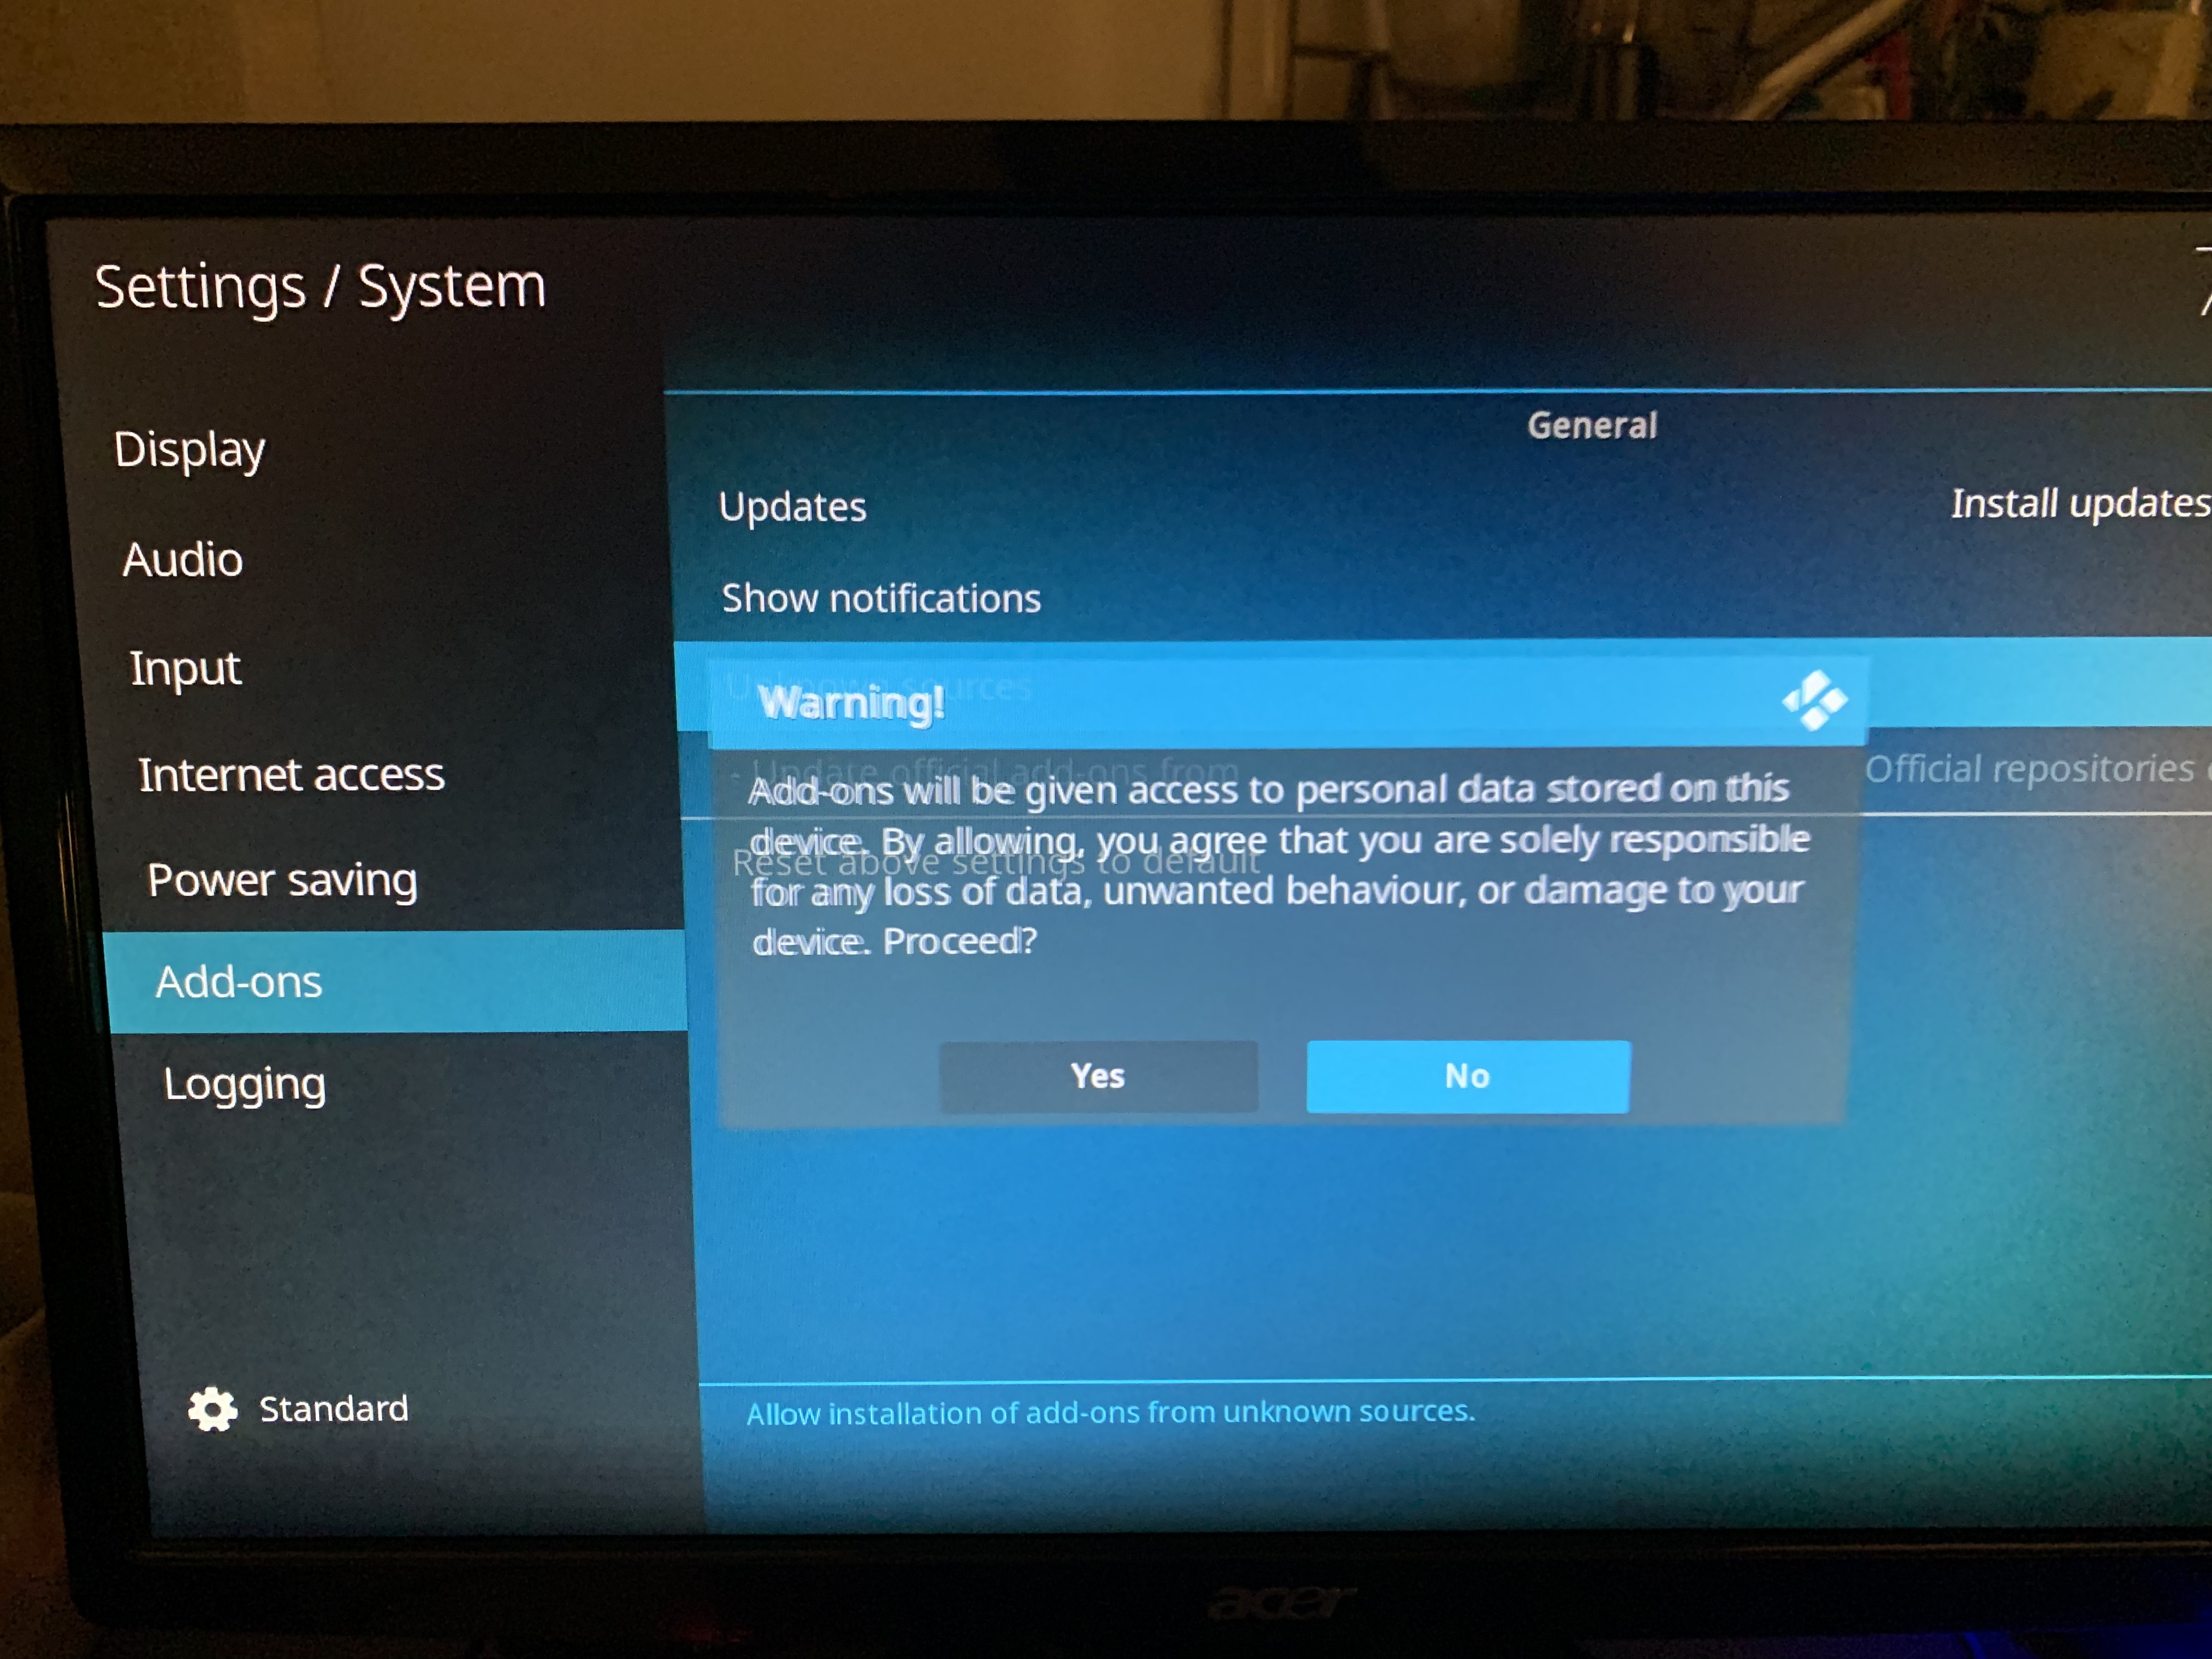 Settings / System
Display
Audio
Input
Internet access
Power saving
Add-ons
Logging
Standard
General
Updates
Install updates
Show notifications
Unknown sources
Warning!
- Update official add-ons from
Official repositories
Add-ons will be given access to personal data stored on this
device. By allowing, you agree that you are solely responsible
Reset above settings to default
for any loss of data, unwanted behaviour, or damage to your
device. Proceed?
Yes
No
Allow installation of add-ons from unknown sources.
acer